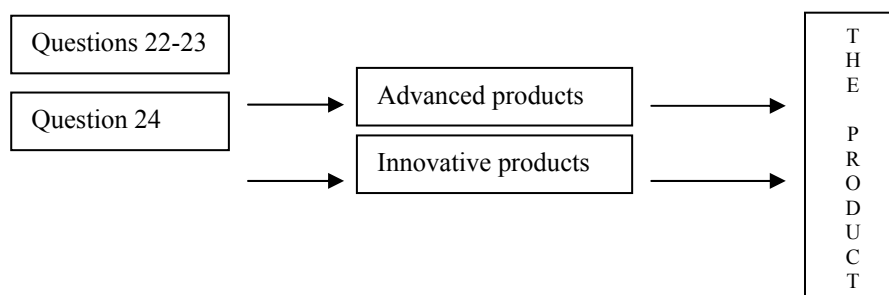 Questions 22-23
Question 24
Advanced products
Innovative products
T
H
E
P
R
O
D
U
C
T